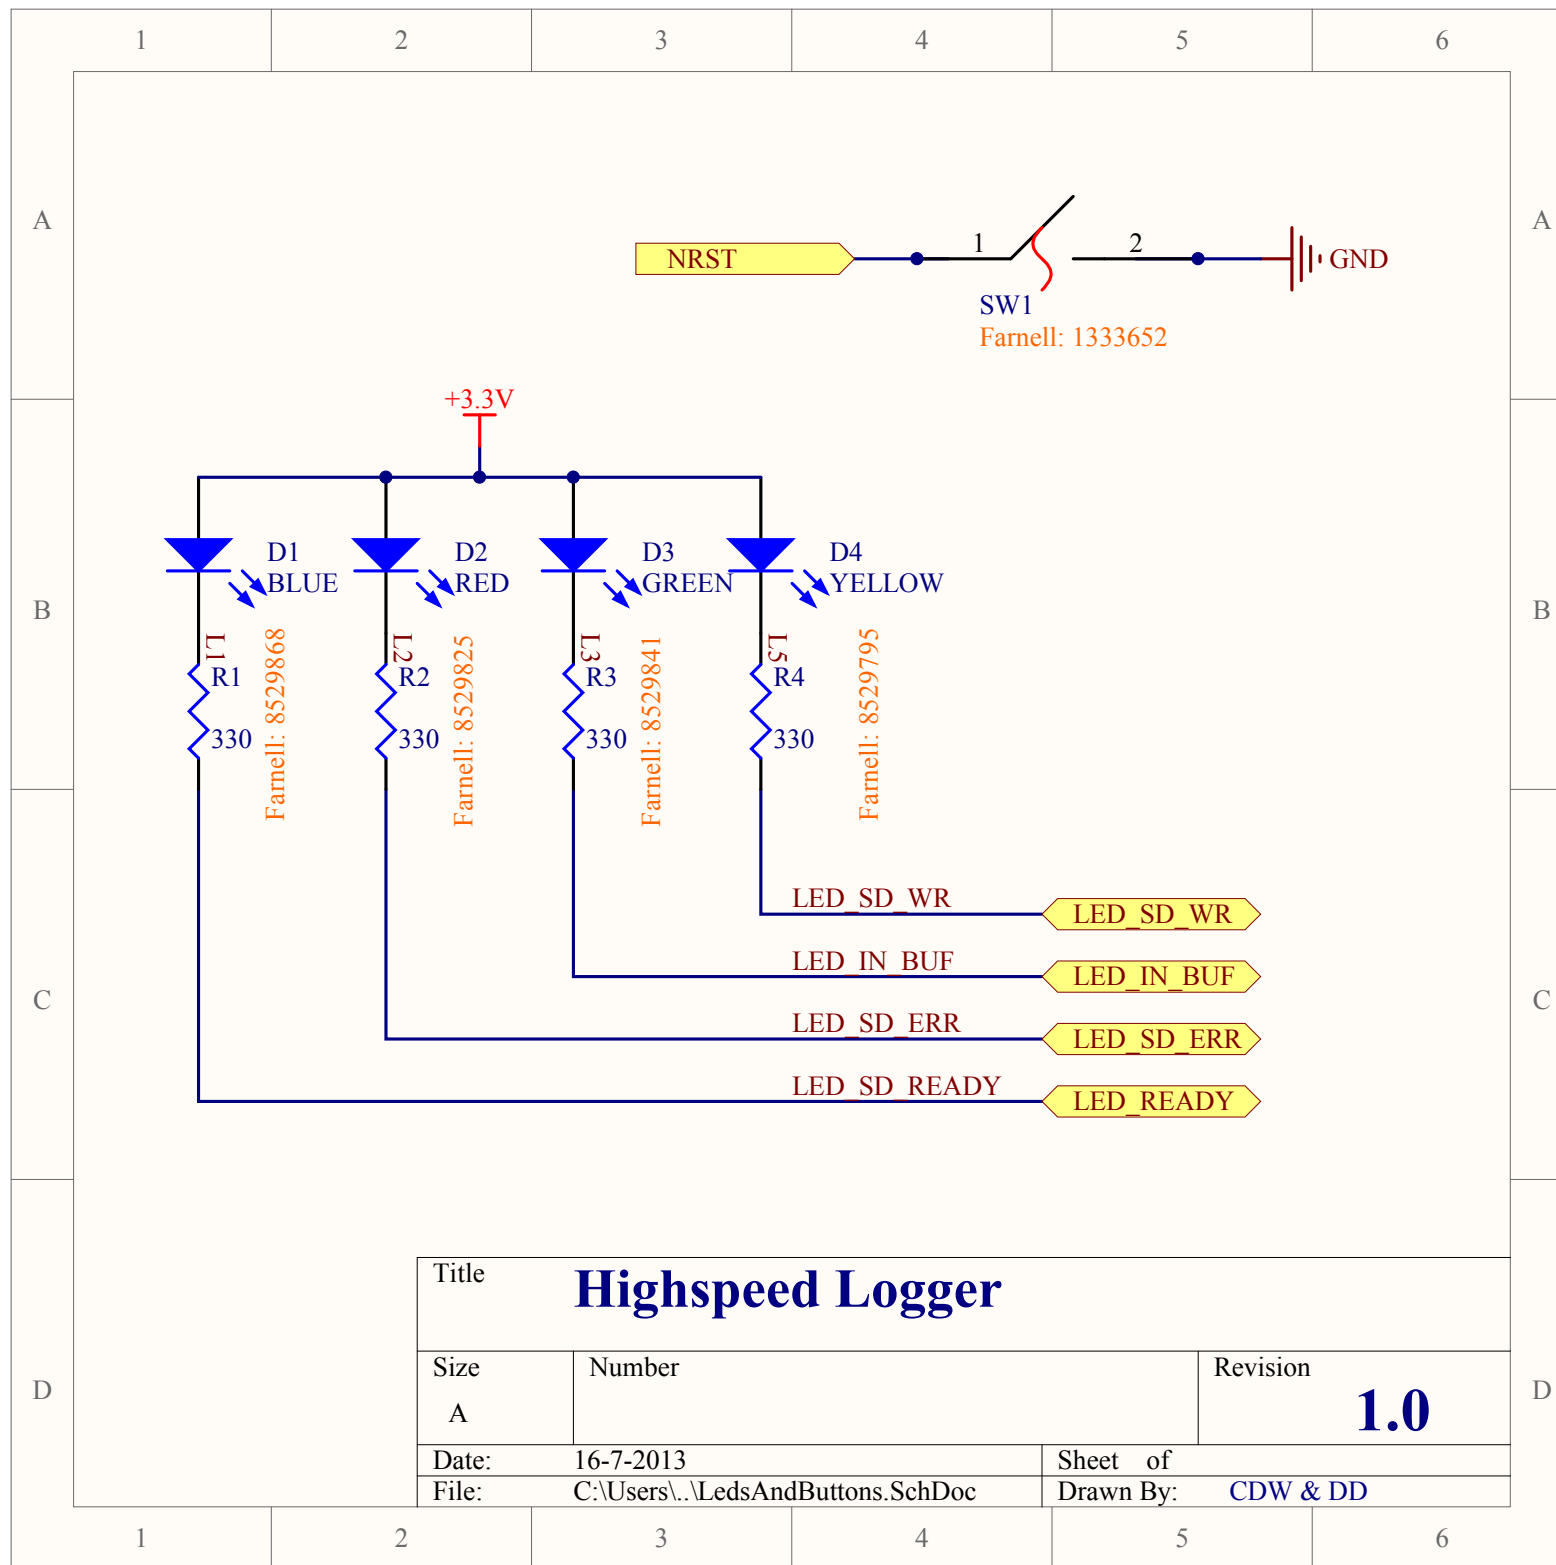 1 2 3 4 5 6
A A
NRST 1 2 GND
SW1
Farnell: 1333652
+3.3V
D1 D2 D3 D4
BLUE RED GREEN YELLOW
B B
L1 L2 L3 L5
R1 R2 R3 R4
330 330 330 330
Farnell: 8529868 Farnell: 8529825 Farnell: 8529841 Farnell: 8529795
LED_SD_WR LED_SD_WR
LED_IN_BUF LED_IN_BUF
C C
LED_SD_ERR LED_SD_ERR
LED_SD_READY LED_READY
Title Highspeed Logger
Size Number Revision
D D
A 1.0
Date: 16-7-2013 Sheet of
File: C:\Users\..\LedsAndButtons.SchDoc Drawn By: CDW & DD
1 2 3 4 5 6